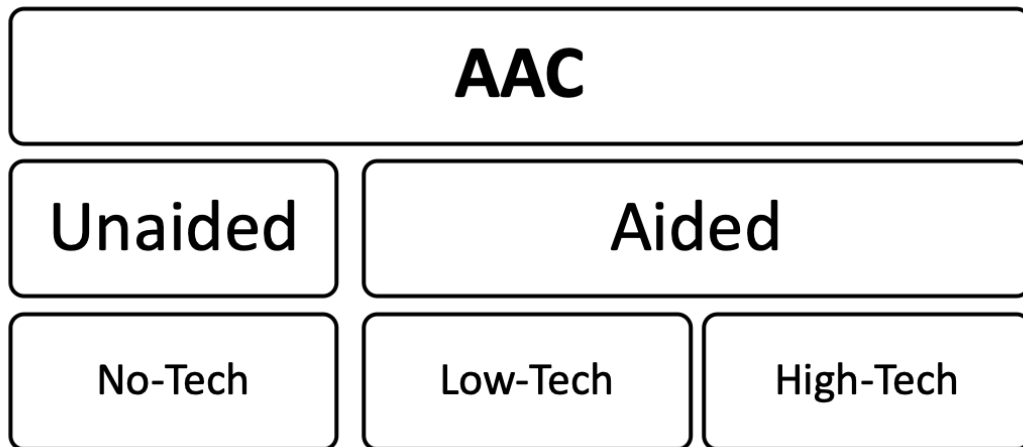 AAC
Unaided
Aided
No-Tech
Low-Tech
High-Tech